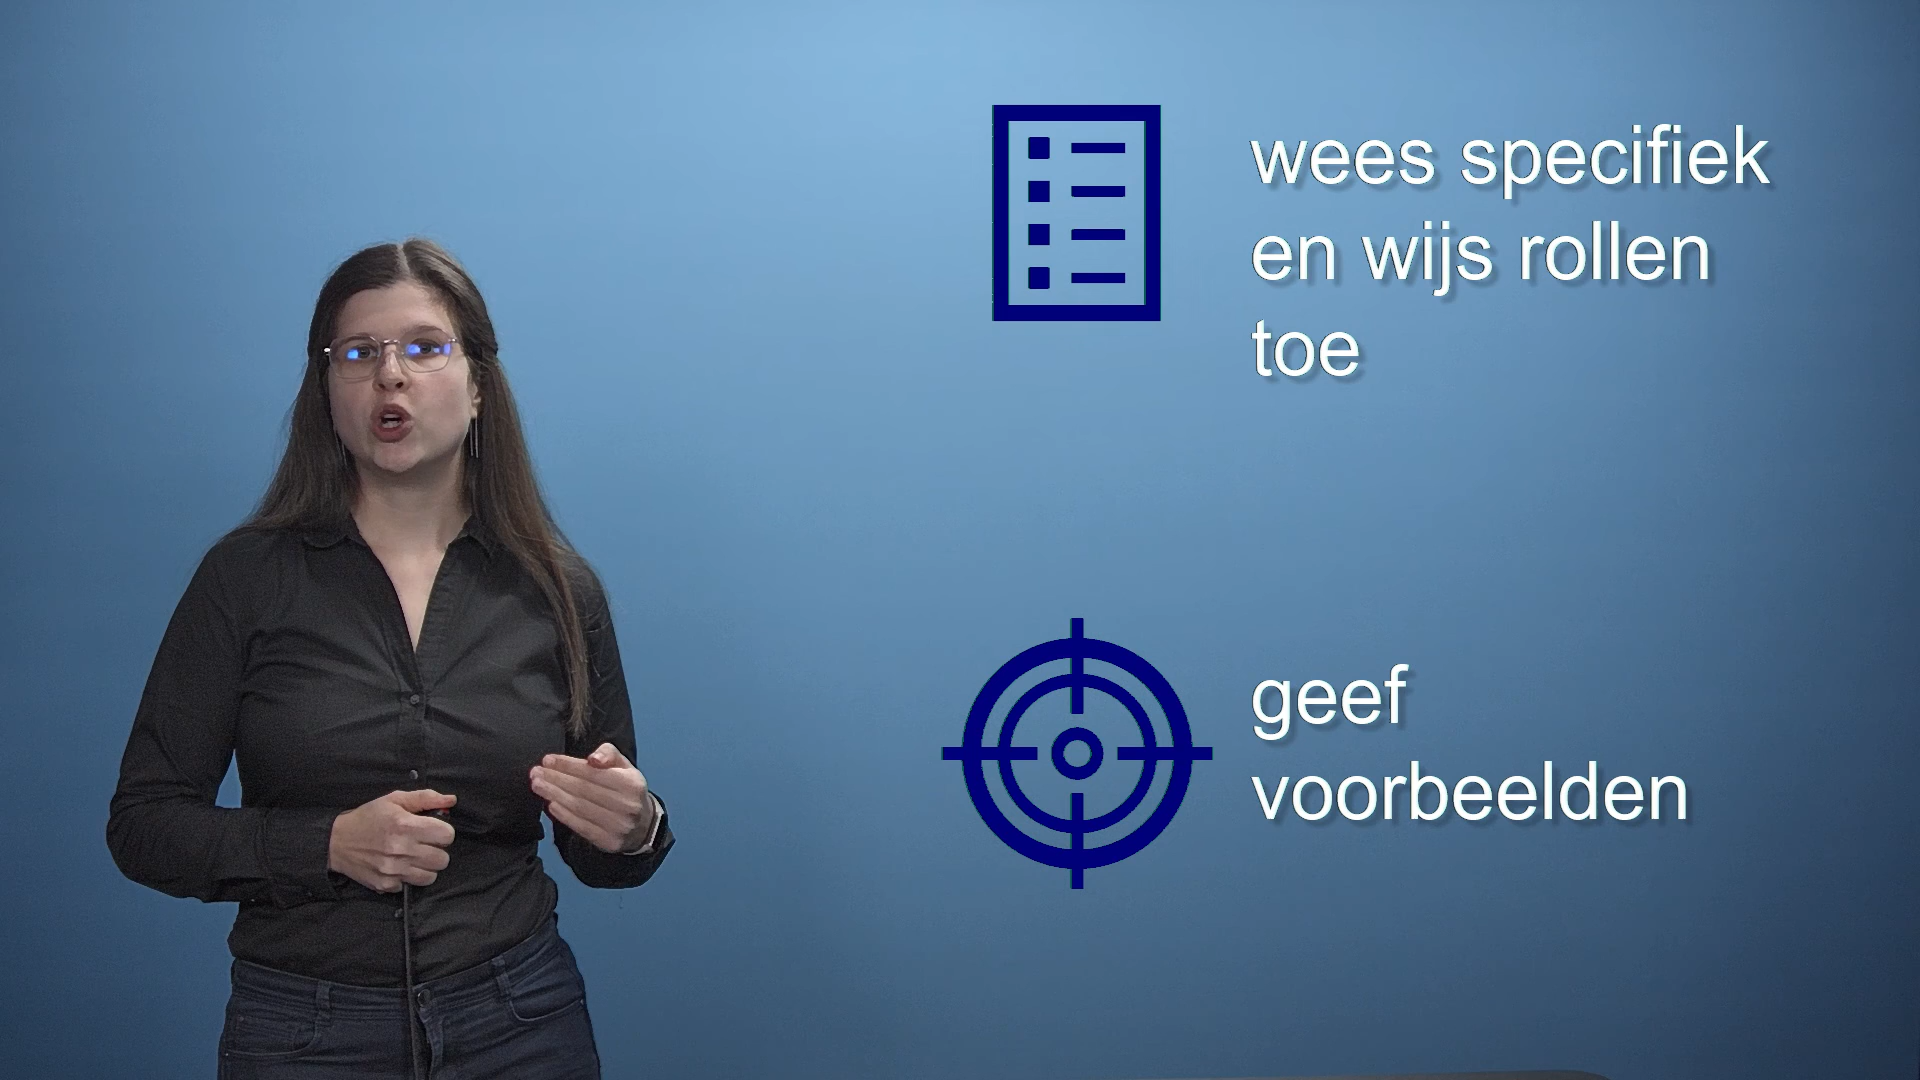 wees specifiek
en wijs rollen
toe
geef
voorbeelden